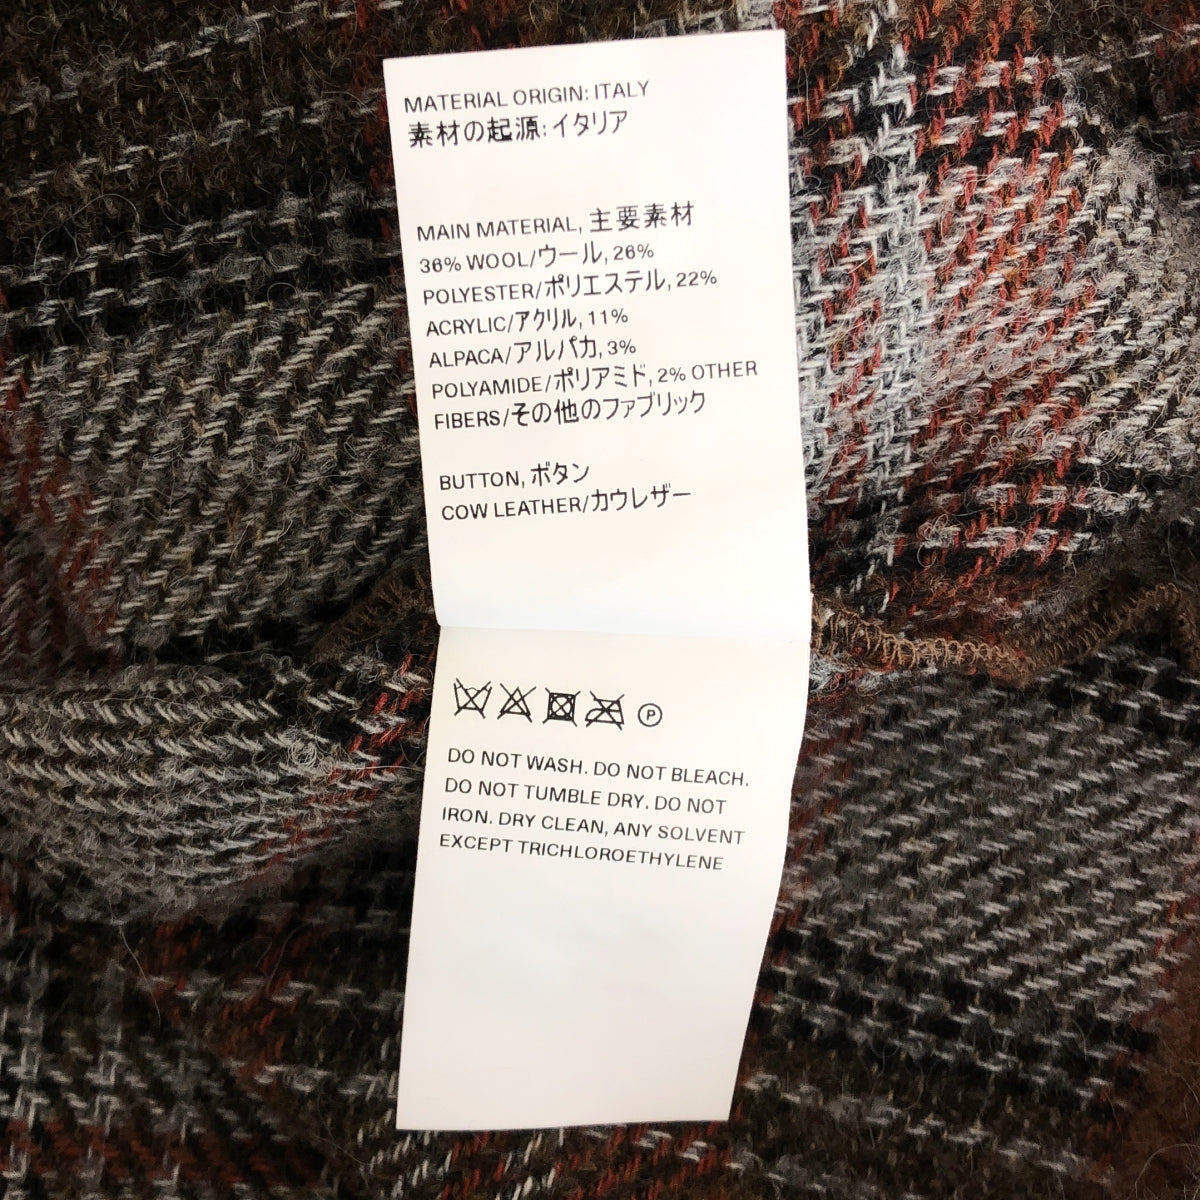 MATERIAL ORIGIN: ITALY
素材の起源: イタリア
MAIN MATERIAL, 主要素材
36% WOOL/ウール, 26%
POLYESTER/ポリエステル, 22%
ACRYLIC/アクリル, 11%
ALPACA/アルパカ, 3%
POLYAMIDE/ポリアミド, 2% OTHER
FIBERS/その他のファブリック
BUTTON, ボタン
COW LEATHER/カウレザー
P
DO NOT WASH. DO NOT BLEACH.
DO NOT TUMBLE DRY. DO NOT
IRON. DRY CLEAN, ANY SOLVENT
EXCEPT TRICHLOROETHYLENE